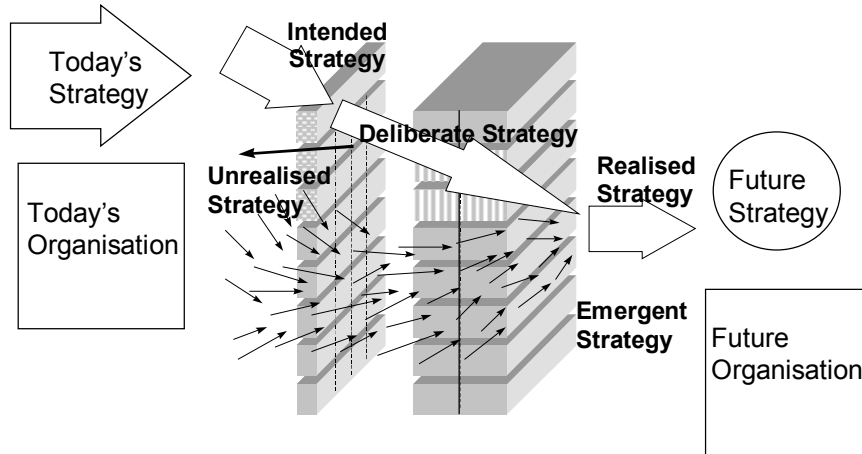 Today's
Strategy
Intended
Strategy
Deliberate Strategy
Unrealised
Strategy
Today's
Organisation
Realised
Strategy
Future
Strategy
Emergent
Strategy
Future
Organisation